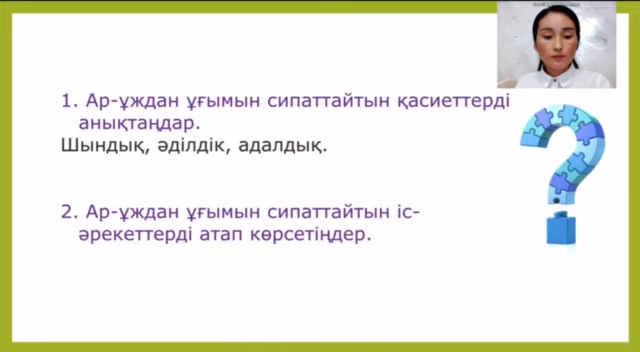 1. Ар-ұждан ұғымын сипаттайтын қасиеттерді
анықтаңдар.
Шындық, әділдік, адалдық.
2. Ар-ұждан ұғымын сипаттайтын іс-
әрекеттерді атап көрсетіңдер.